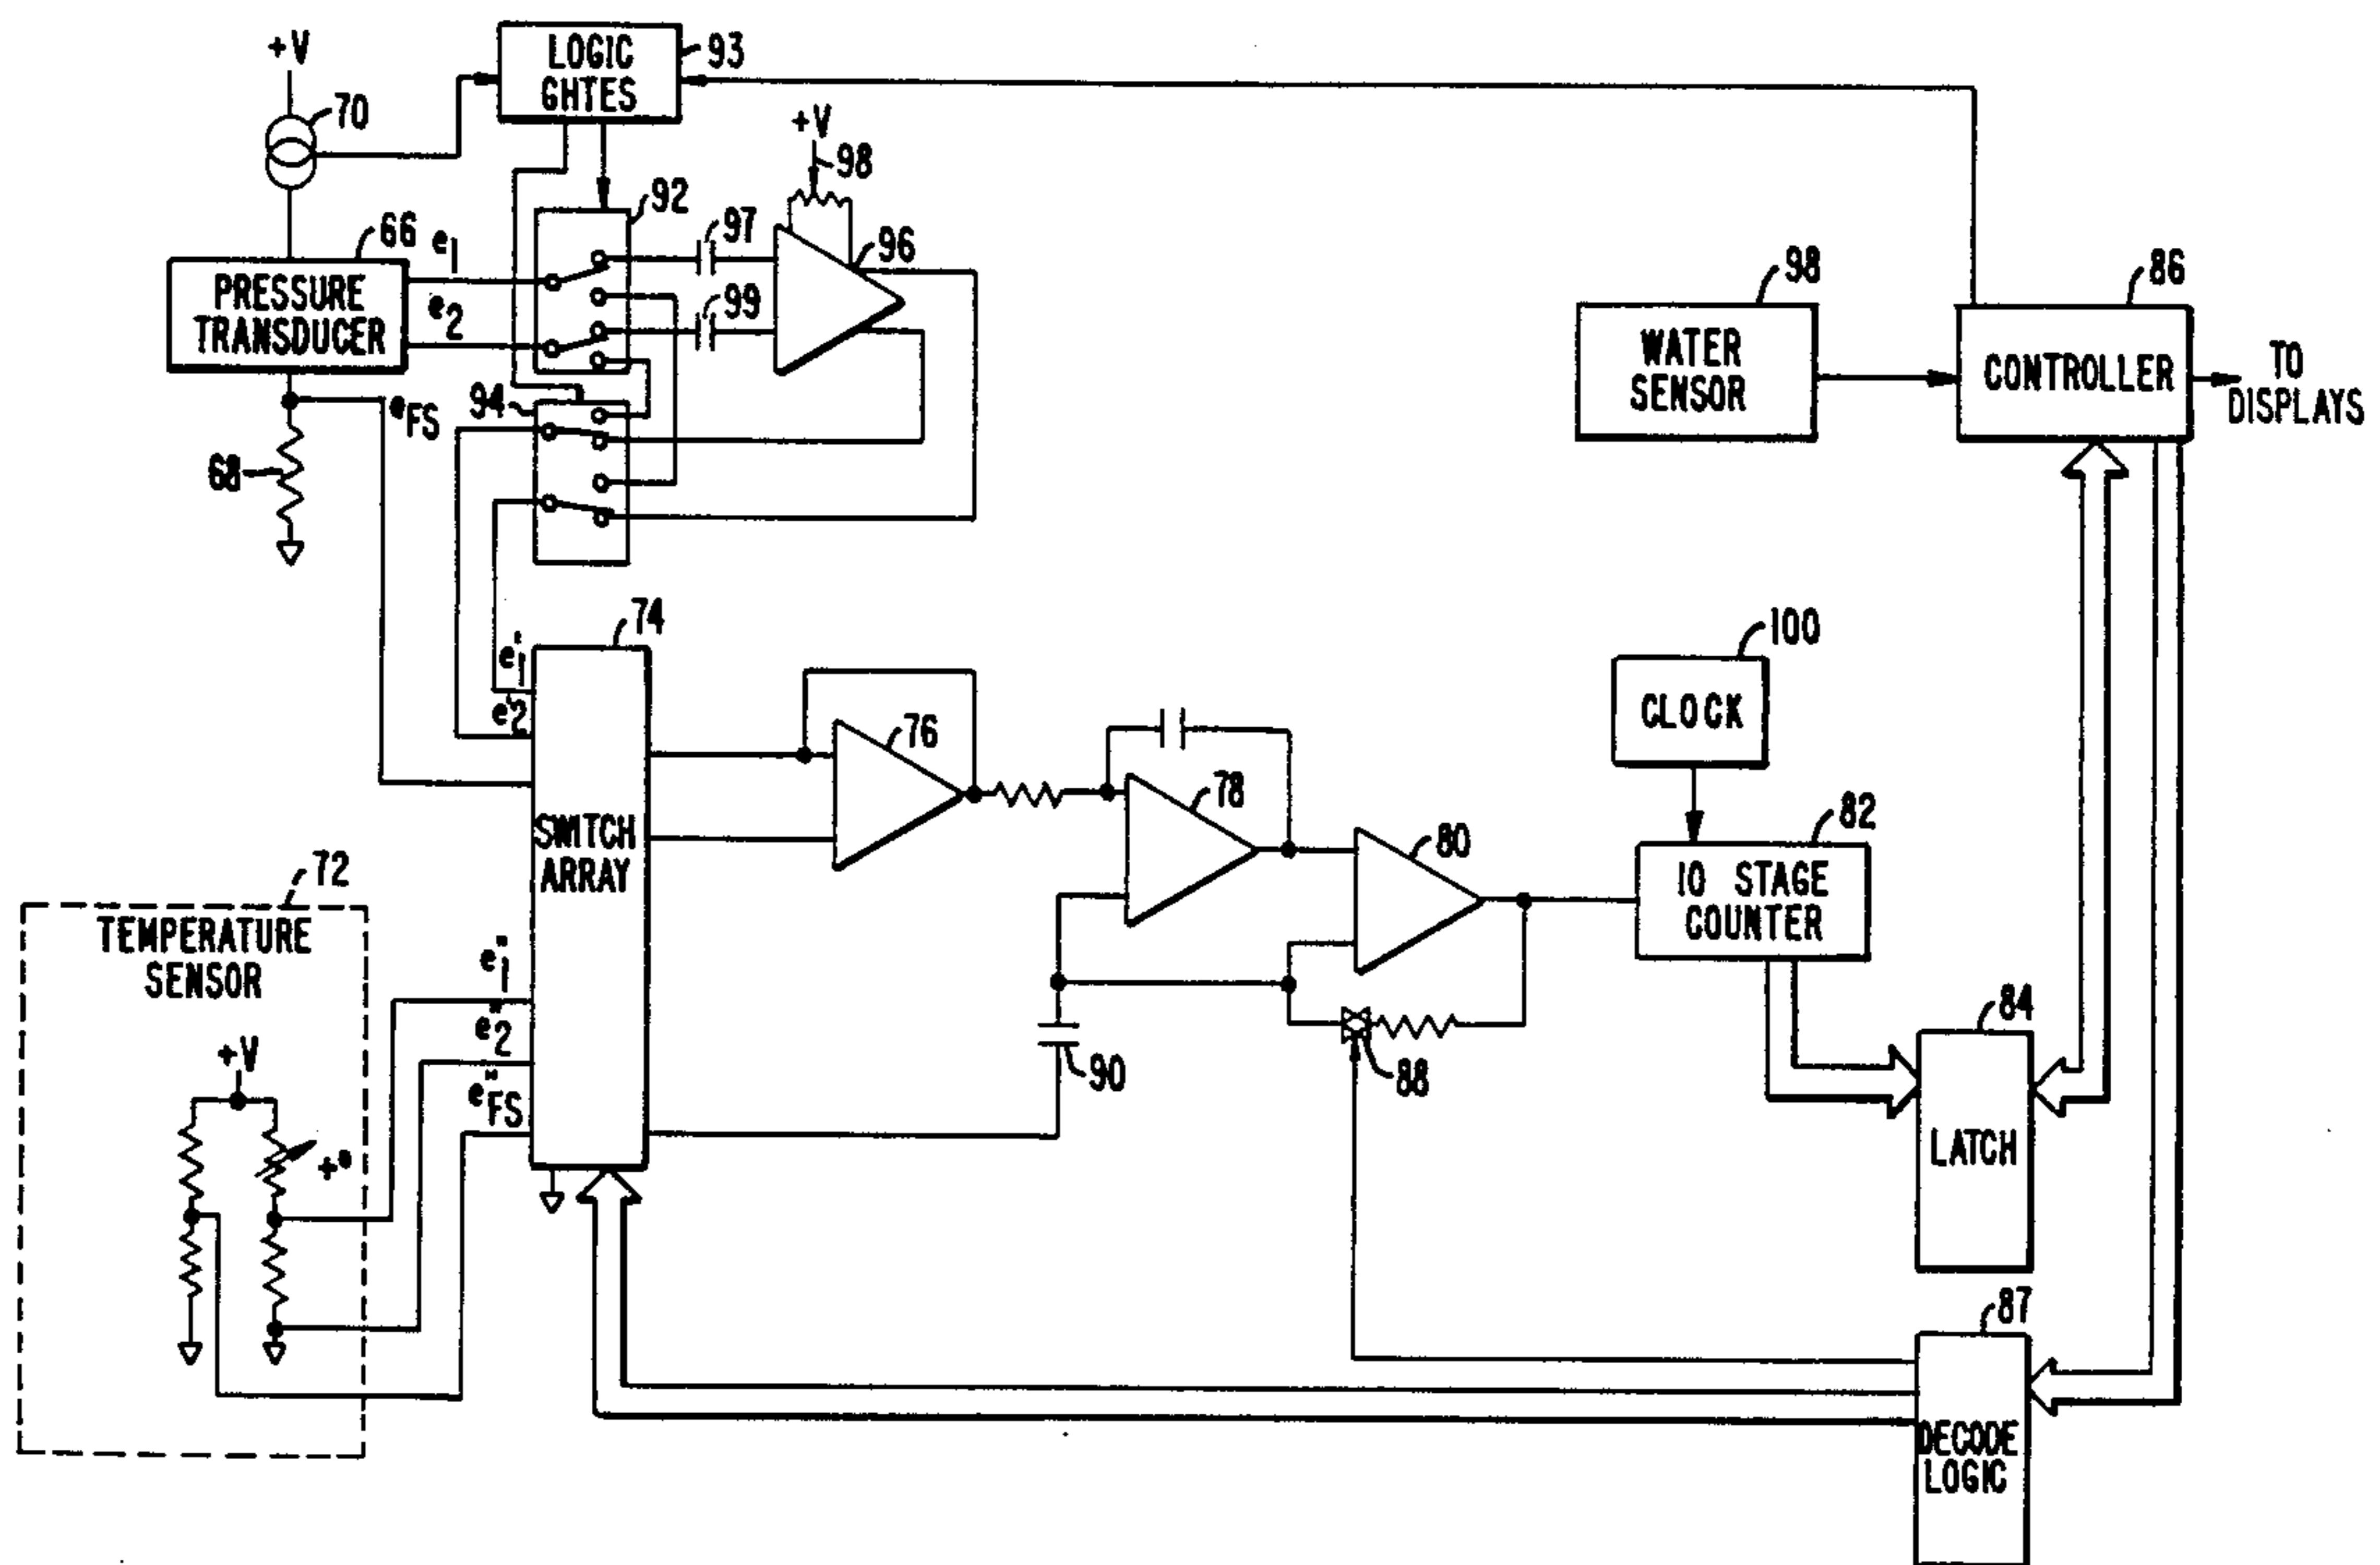 +V
70
LOGIC
GHTES
93
+V
98
92
97
96
66
e1
e2
PRESSURE
TRANSDUCER
99
94
eFS
68
98
WATER
SENSOR
86
CONTROLLER
TO
DISPLAYS
74
e'1
e'2
SWITCH
ARRAY
76
78
80
100
CLOCK
82
10 STAGE
COUNTER
84
LATCH
72
TEMPERATURE
SENSOR
e"1
e"2
e"FS
+V
+°
90
88
87
DECODE
LOGIC